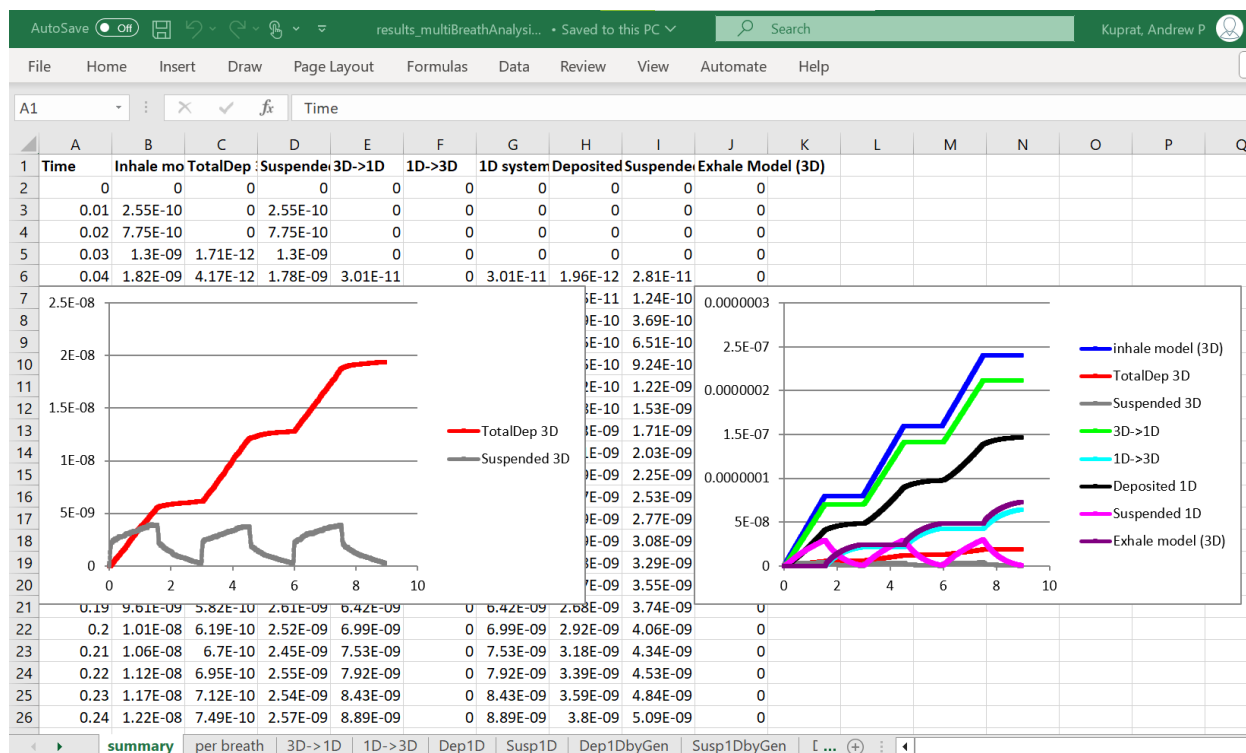 AutoSave Off results_multiBreathAnalysi... • Saved to this PC Search Kuprat, Andrew P
File Home Insert Draw Page Layout Formulas Data Review View Automate Help
A1 fx Time
A B C D E F G H I J K L M N O P Q
1 Time Inhale mo TotalDep Suspende 3D->1D 1D->3D 1D system Deposited Suspende Exhale Model (3D)
2 0 0 0 0 0 0 0 0 0 0
3 0.01 2.55E-10 0 2.55E-10 0 0 0 0 0 0
4 0.02 7.75E-10 0 7.75E-10 0 0 0 0 0 0
5 0.03 1.3E-09 1.71E-12 1.3E-09 0 0 0 0 0 0
6 0.04 1.82E-09 4.17E-12 1.78E-09 3.01E-11 0 3.01E-11 1.96E-12 2.81E-11 0
7 E-11 1.24E-10
8 E-10 3.69E-10
9 E-10 6.51E-10
10 E-10 9.24E-10
11 E-10 1.22E-09
12 E-10 1.53E-09
13 E-09 1.71E-09
14 E-09 2.03E-09
15 E-09 2.25E-09
16 E-09 2.53E-09
17 E-09 2.77E-09
18 E-09 3.08E-09
19 E-09 3.29E-09
20 E-09 3.55E-09
21 0.19 9.61E-09 5.82E-10 2.61E-09 6.42E-09 0 6.42E-09 2.68E-09 3.74E-09 0
22 0.2 1.01E-08 6.19E-10 2.52E-09 6.99E-09 0 6.99E-09 2.92E-09 4.06E-09 0
23 0.21 1.06E-08 6.7E-10 2.45E-09 7.53E-09 0 7.53E-09 3.18E-09 4.34E-09 0
24 0.22 1.12E-08 6.95E-10 2.55E-09 7.92E-09 0 7.92E-09 3.39E-09 4.53E-09 0
25 0.23 1.17E-08 7.12E-10 2.54E-09 8.43E-09 0 8.43E-09 3.59E-09 4.84E-09 0
26 0.24 1.22E-08 7.49E-10 2.57E-09 8.89E-09 0 8.89E-09 3.8E-09 5.09E-09 0
2.5E-08
2E-08
1.5E-08
1E-08
5E-09
0
0 2 4 6 8 10
TotalDep 3D
Suspended 3D
0.0000003
2.5E-07
0.0000002
1.5E-07
0.0000001
5E-08
0
0 2 4 6 8 10
inhale model (3D)
TotalDep 3D
Suspended 3D
3D->1D
1D->3D
Deposited 1D
Suspended 1D
Exhale model (3D)
summary per breath 3D->1D 1D->3D Dep1D Susp1D Dep1DbyGen Susp1DbyGen ...